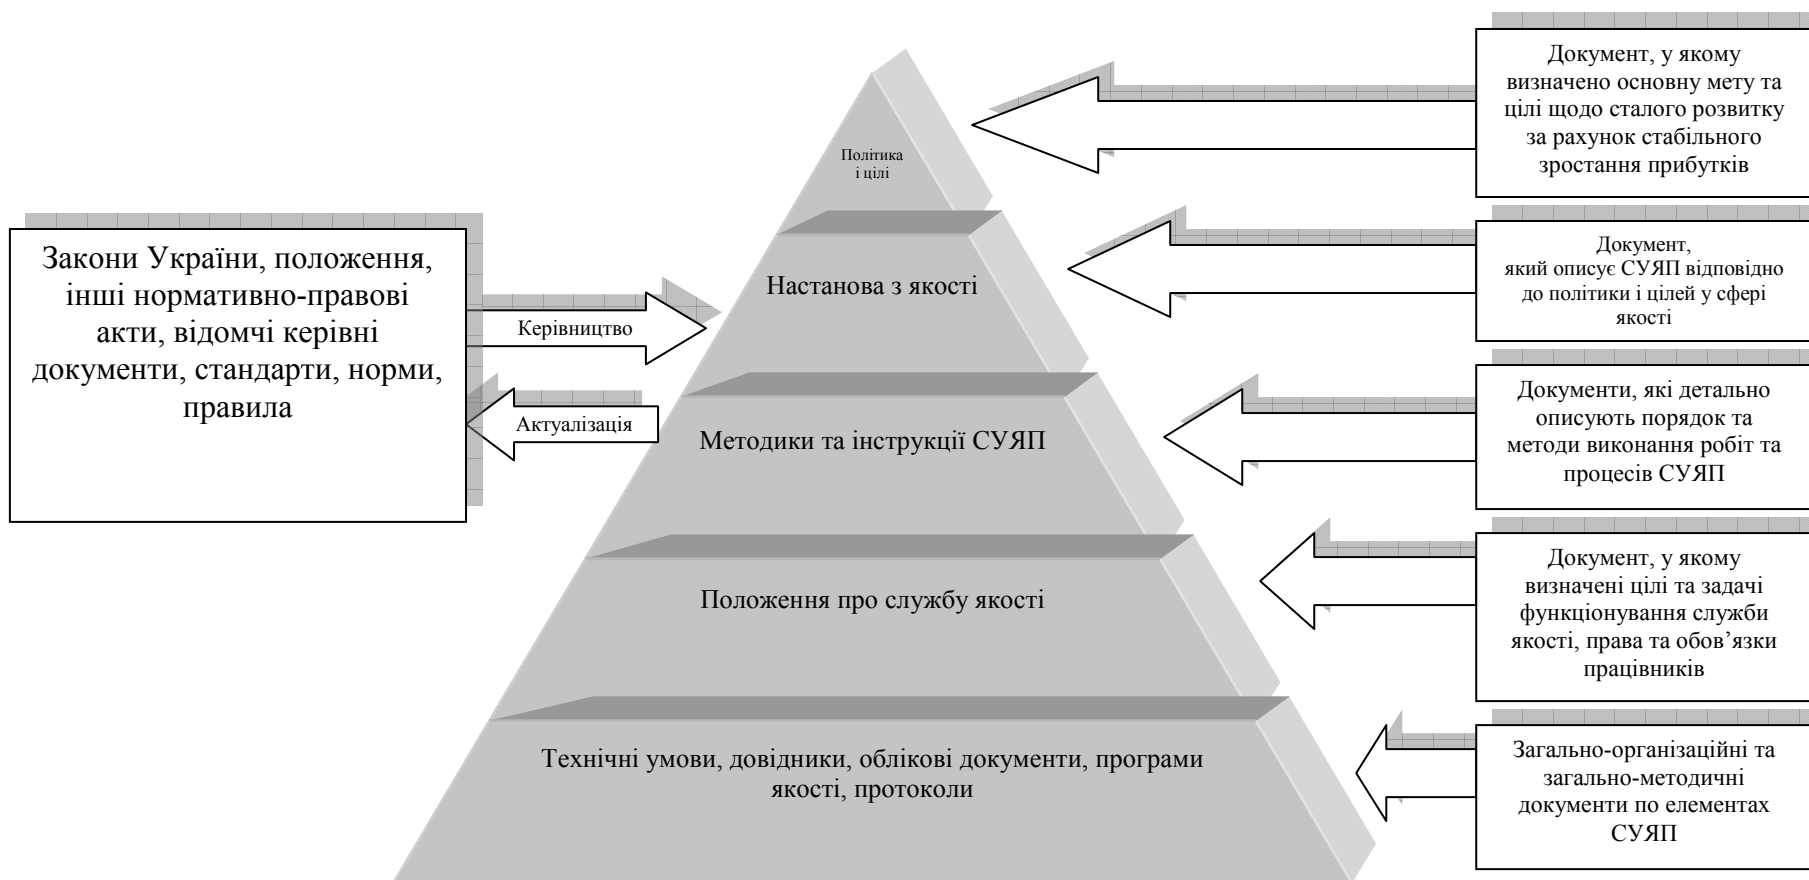 Документ, у якому
визначено основну мету та
цілі щодо сталого розвитку
за рахунок стабільного
зростання прибутків
Політика
і цілі
Закони України, положення,
інші нормативно-правові
акти, відомчі керівні
документи, стандарти, норми,
правила
Керівництво
Актуалізація
Настанова з якості
Документ,
який описує СУЯП відповідно
до політики і цілей у сфері
якості
Методики та інструкції СУЯП
Документи, які детально
описують порядок та
методи виконання робіт та
процесів СУЯП
Положення про службу якості
Документ, у якому
визначені цілі та задачі
функціонування служби
якості, права та обов’язки
працівників
Технічні умови, довідники, облікові документи, програми
якості, протоколи
Загально-організаційні та
загально-методичні
документи по елементах
СУЯП